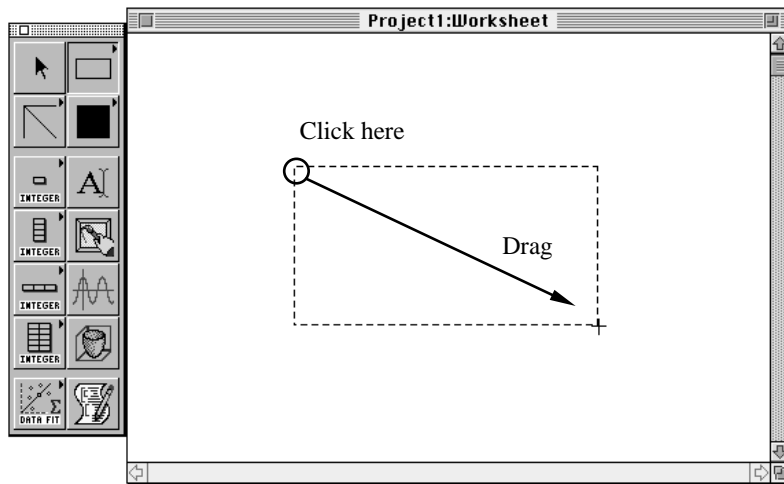 Project1:Worksheet
Click here
Drag
A
INTEGER
INTEGER
INTEGER
INTEGER
Σ
DATA FIT